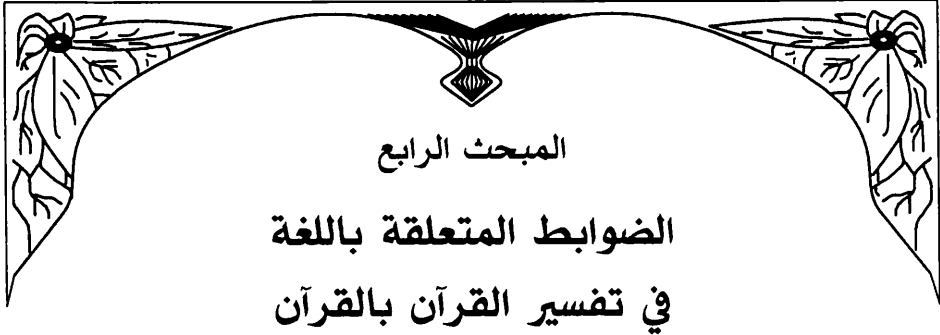 المبحث الرابع
الضوابط المتعلقة باللغة
في تفسير القرآن بالقرآن